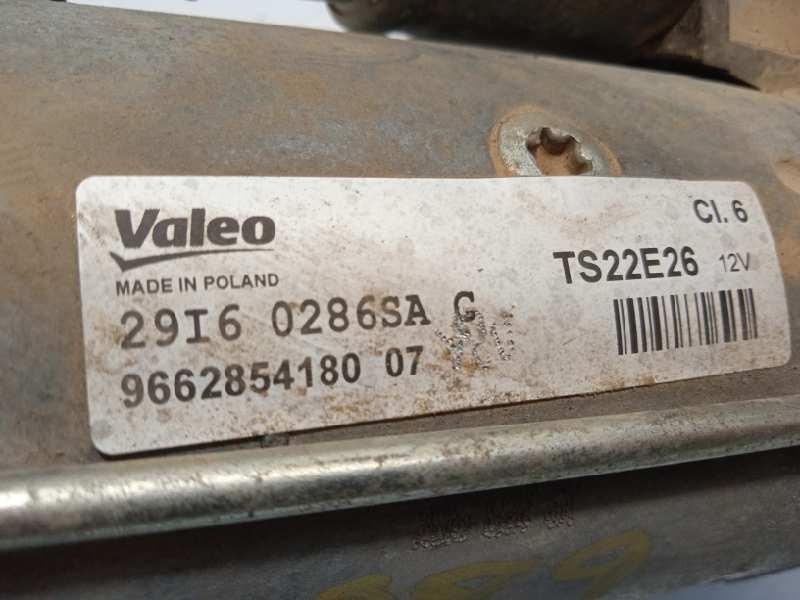 Valeo
Cl. 6
MADE IN POLAND
TS22E26 12V
29I6 0286SA G
9662854180 07